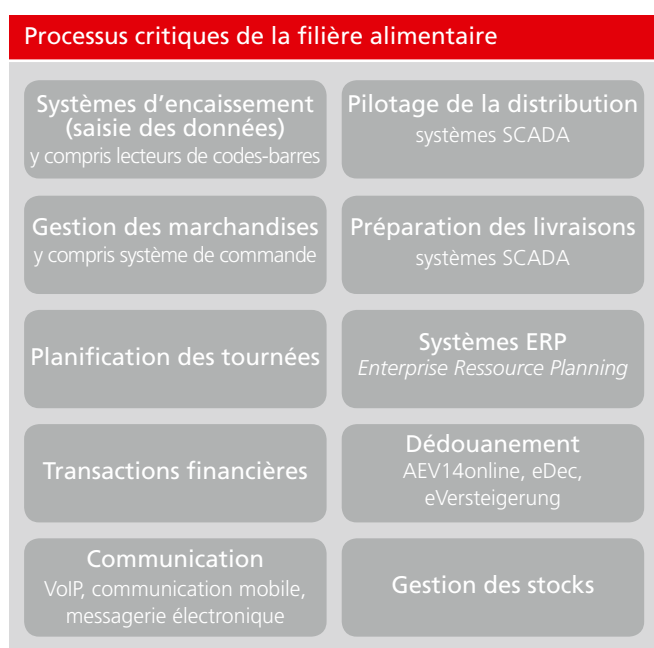 Processus critiques de la filière alimentaire
Systèmes d'encaissement
(saisie des données)
y compris lecteurs de codes-barres
Pilotage de la distribution
systèmes SCADA
Gestion des marchandises
y compris système de commande
Préparation des livraisons
systèmes SCADA
Planification des tournées
Systèmes ERP
Enterprise Ressource Planning
Transactions financières
Dédouanement
AEV14online, eDec,
eVersteigerung
Communication
VoIP, communication mobile,
messagerie électronique
Gestion des stocks